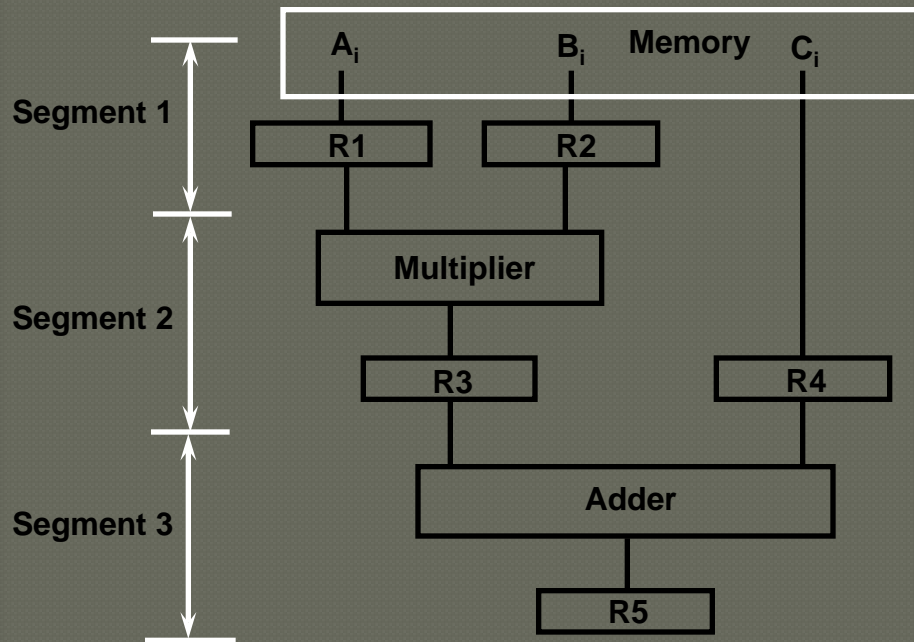 A_i B_i Memory C_i
Segment 1
R1 R2
Multiplier
Segment 2
R3 R4
Adder
Segment 3
R5